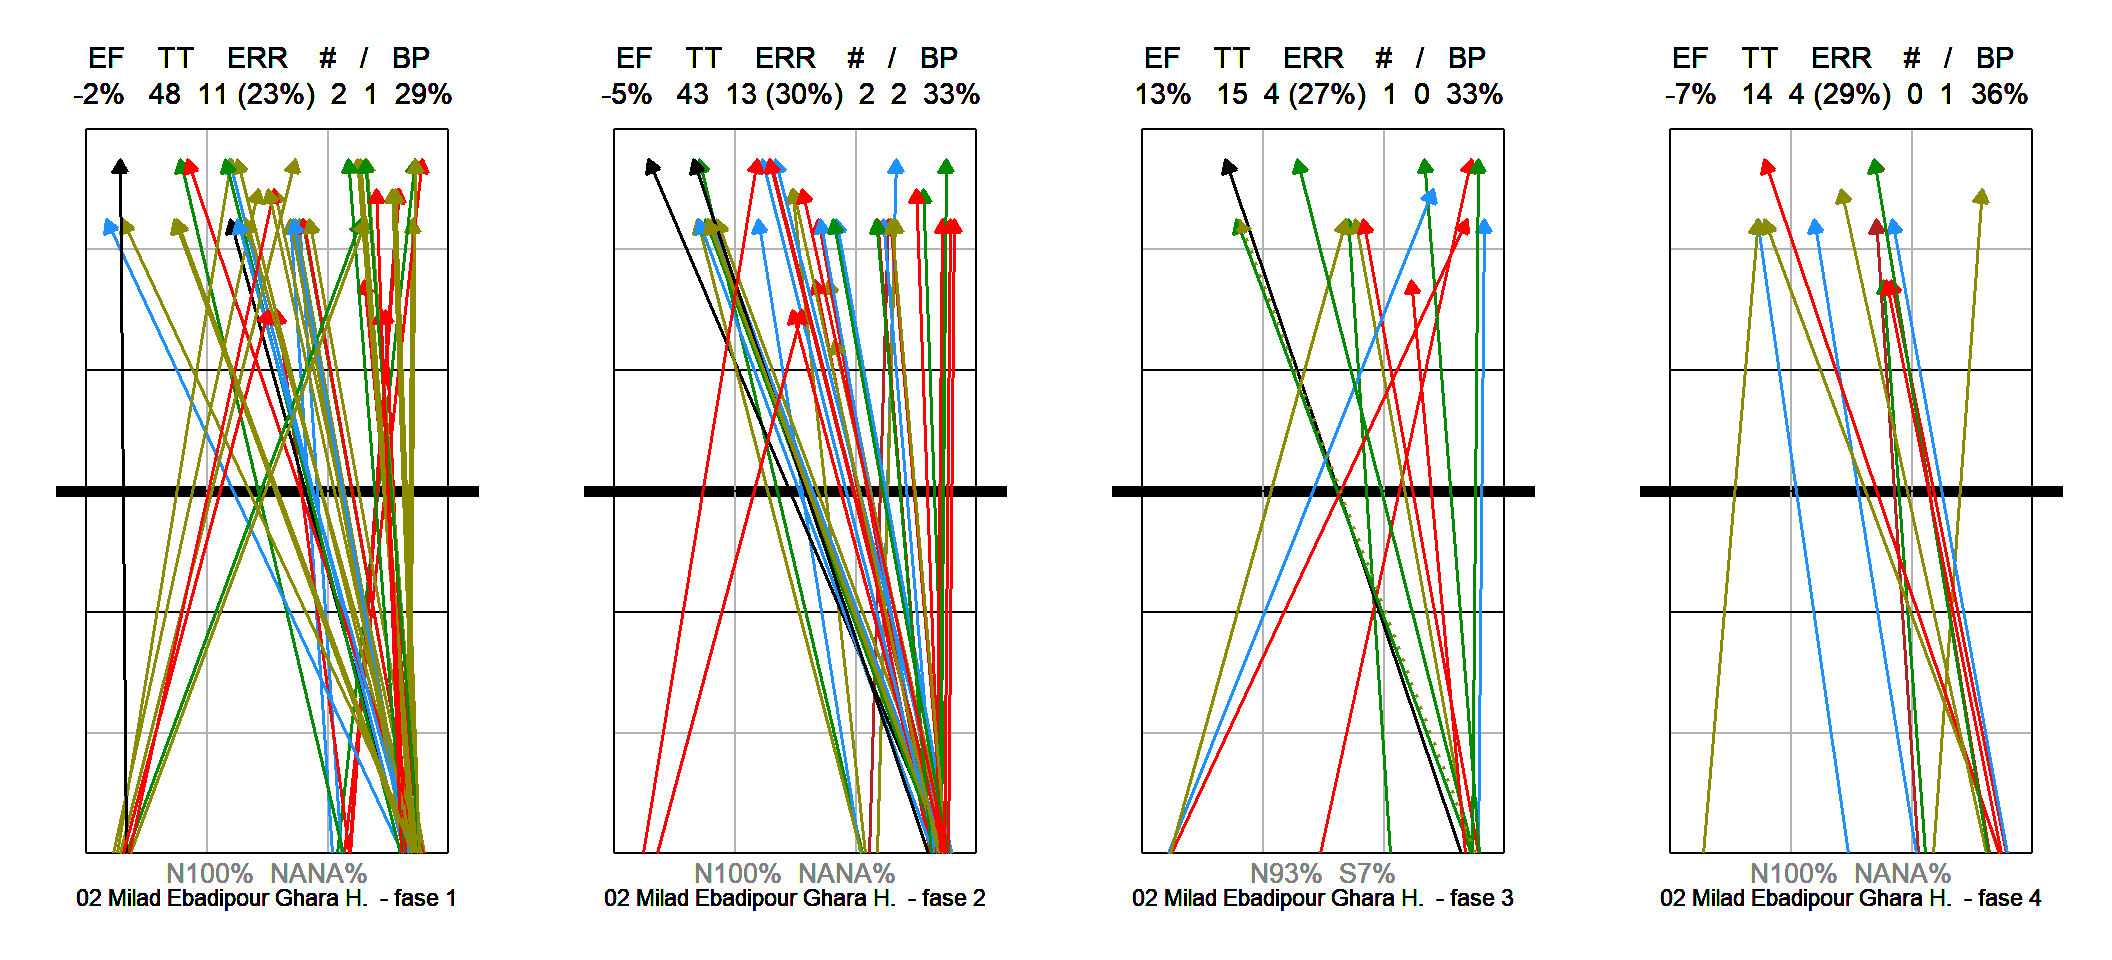 EF TT ERR # / BP
-2% 48 11 (23%) 2 1 29%
N100% NANA%
02 Milad Ebadipour Ghara H. - fase 1
EF TT ERR # / BP
-5% 43 13 (30%) 2 2 33%
N100% NANA%
02 Milad Ebadipour Ghara H. - fase 2
EF TT ERR # / BP
13% 15 4 (27%) 1 0 33%
N93% S7%
02 Milad Ebadipour Ghara H. - fase 3
EF TT ERR # / BP
-7% 14 4 (29%) 0 1 36%
N100% NANA%
02 Milad Ebadipour Ghara H. - fase 4